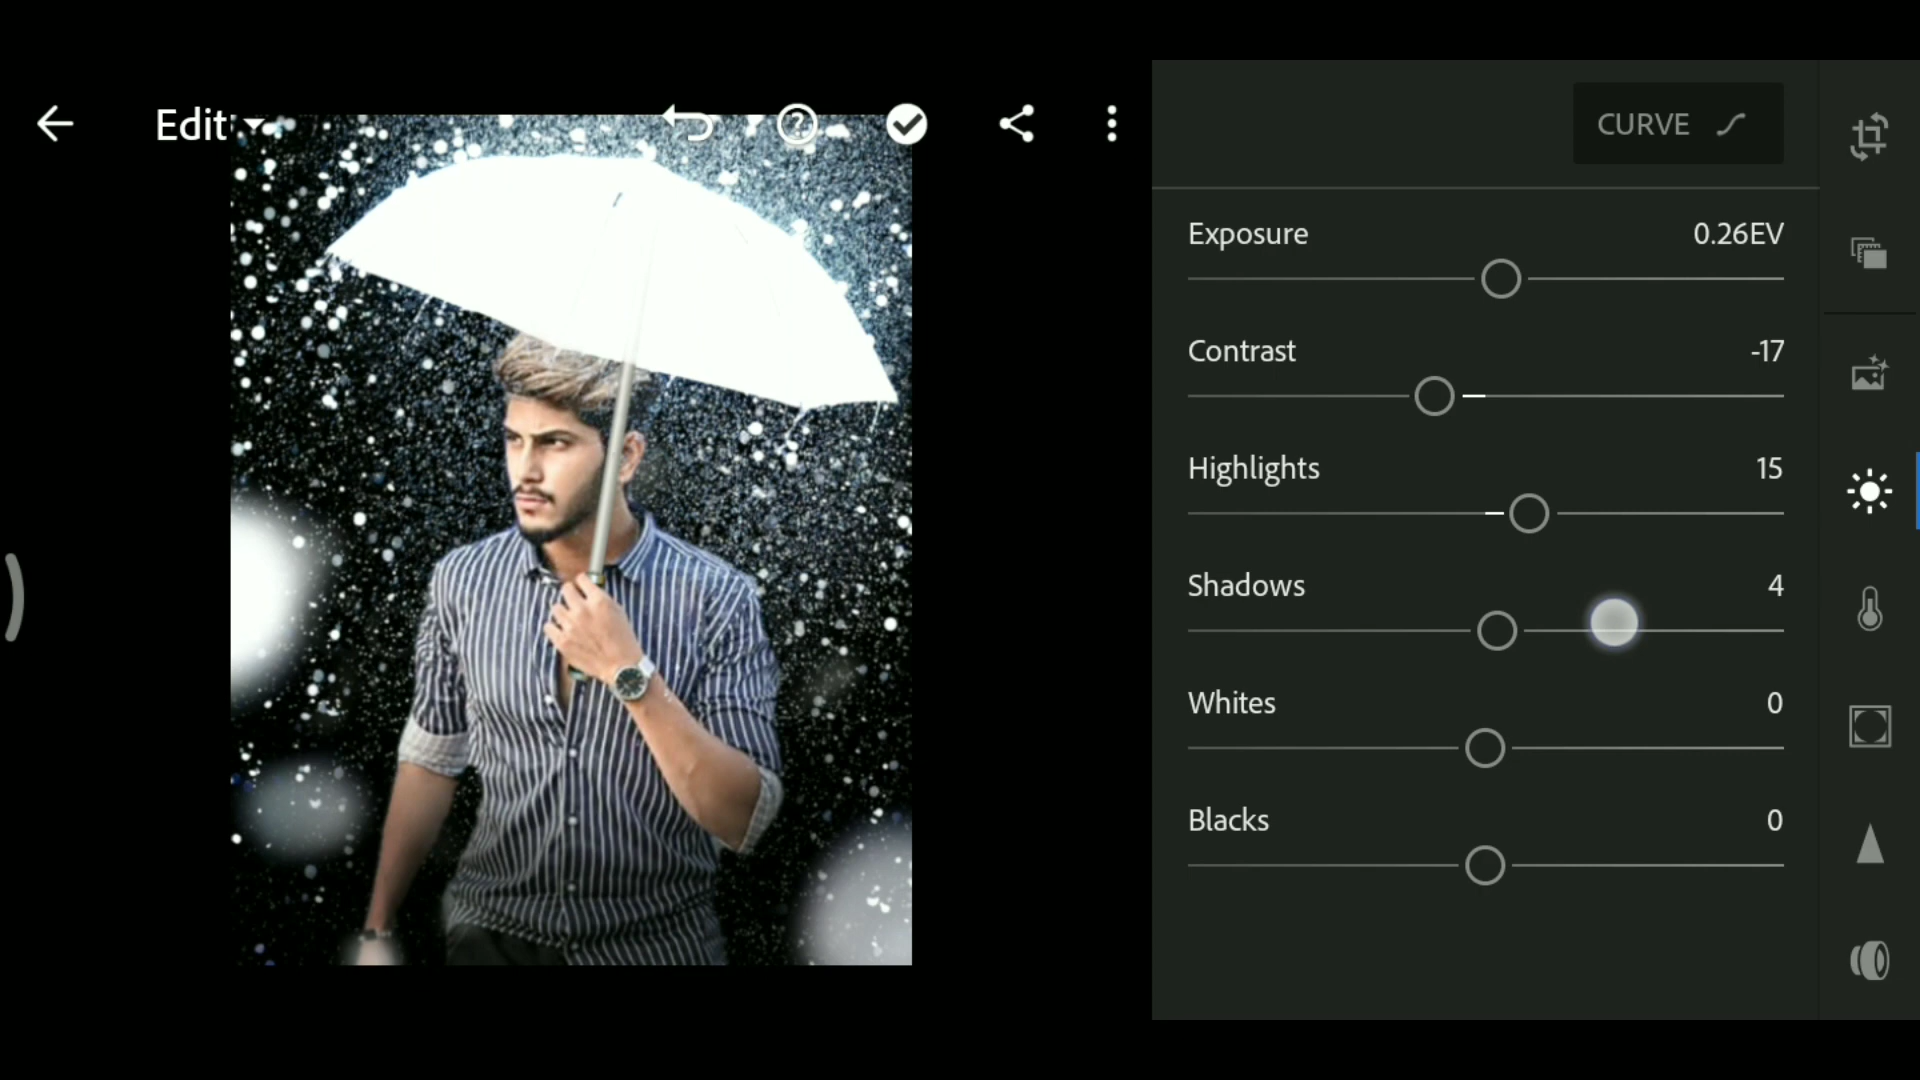 Edit
CURVE
Exposure 0.26EV
Contrast -17
Highlights 15
Shadows 4
Whites 0
Blacks 0